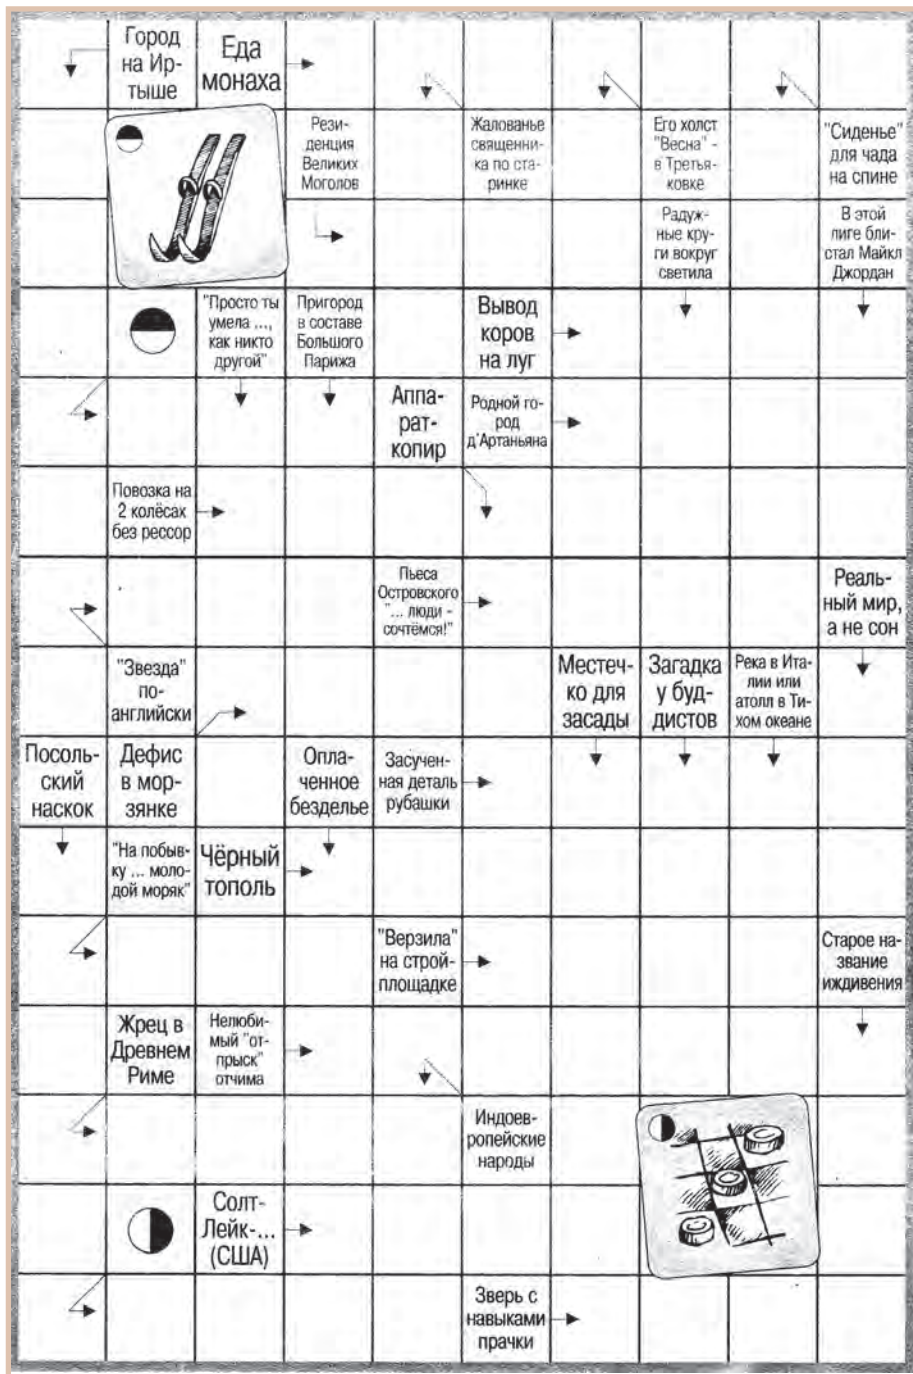 Город
на Ир-
тыше
Еда
монаха
Рези-
денция
Великих
Моголов
Жалованье
священни-
ка по ста-
ринке
Его холст
"Весна" -
в Третья-
ковке
"Сиденье"
для чада
на спине
Радуж-
ные кру-
ги вокруг
светила
В этой
лиге бли-
стал Майкл
Джордан
"Просто ты
умела ...,
как никто
другой"
Пригород
в составе
Большого
Парижа
Вывод
коров
на луг
Аппа-
рат-
копир
Родной го-
род
д'Артаньяна
Повозка на
2 колёсах
без рессор
Пьеса
Островского
"... люди -
сочтёмся!"
Реаль-
ный мир,
а не сон
"Звезда"
по-
английски
Местеч-
ко для
засады
Загадка
у буд-
дистов
Река в Ита-
лии или
атолл в Ти-
хом океане
Посоль-
ский
наскок
Дефис
в мор-
зянке
Опла-
ченное
безделье
Засучен-
ная деталь
рубашки
"На побыв-
ку ... моло-
дой моряк"
Чёрный
тополь
"Верзила"
на строй-
площадке
Старое на-
звание
иждивения
Жрец в
Древнем
Риме
Нелюби-
мый "от-
прыск"
отчима
Индоев-
ропейские
народы
Солт-
Лейк-...
(США)
Зверь с
навыками
прачки